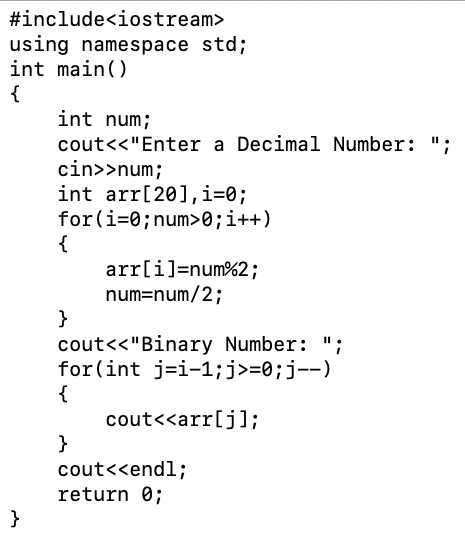 #include<iostream>
using namespace std;
int main()
{
    int num;
    cout<<"Enter a Decimal Number: ";
    cin>>num;
    int arr[20],i=0;
    for(i=0;num>0;i++)
    {
        arr[i]=num%2;
        num=num/2;
    }
    cout<<"Binary Number: ";
    for(int j=i-1;j>=0;j--)
    {
        cout<<arr[j];
    }
    cout<<endl;
    return 0;
}